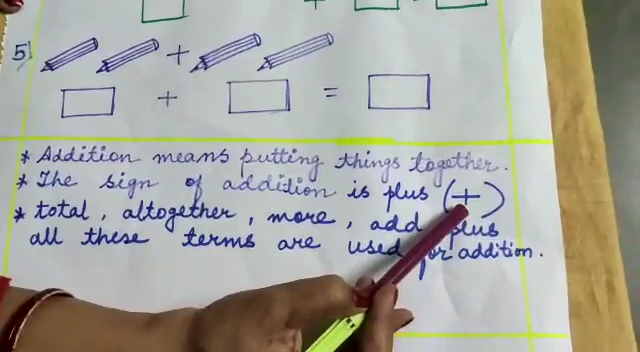 +
5)
+
+ =
* Addition means putting things together.
* The sign of addition is plus (+)
* total, altogether, more, add plus
all these terms are used for addition.